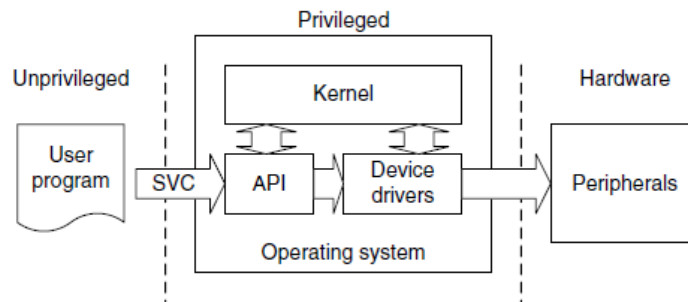 Privileged
Unprivileged
Hardware
Kernel
User
program
SVC
API
Device
drivers
Peripherals
Operating system